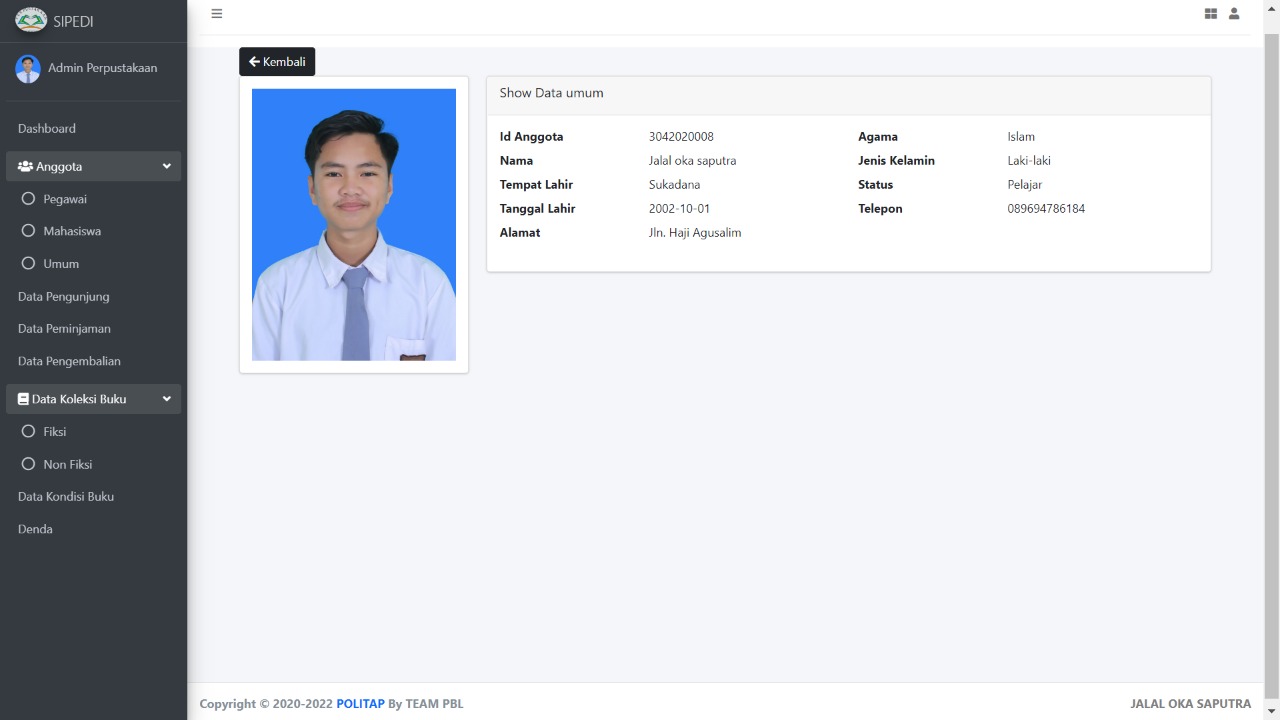 SIPEDI
Admin Perpustakaan
Dashboard
Anggota
Pegawai
Mahasiswa
Umum
Data Pengunjung
Data Peminjaman
Data Pengembalian
Data Koleksi Buku
Fiksi
Non Fiksi
Data Kondisi Buku
Denda
Kembali
Show Data umum
Id Anggota 3042020008 Agama Islam
Nama Jalal oka saputra Jenis Kelamin Laki-laki
Tempat Lahir Sukadana Status Pelajar
Tanggal Lahir 2002-10-01 Telepon 089694786184
Alamat Jln. Haji Agusalim
Copyright © 2020-2022 POLITAP By TEAM PBL JALAL OKA SAPUTRA